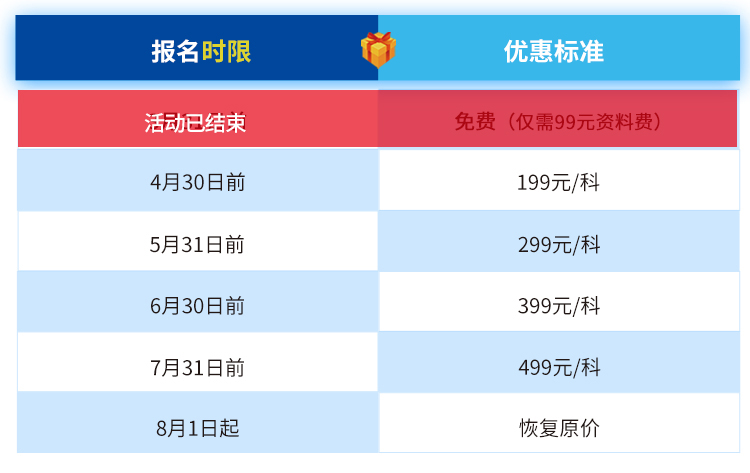 报名时限
优惠标准
活动已结束
免费（仅需99元资料费）
4月30日前
199元/科
5月31日前
299元/科
6月30日前
399元/科
7月31日前
499元/科
8月1日起
恢复原价